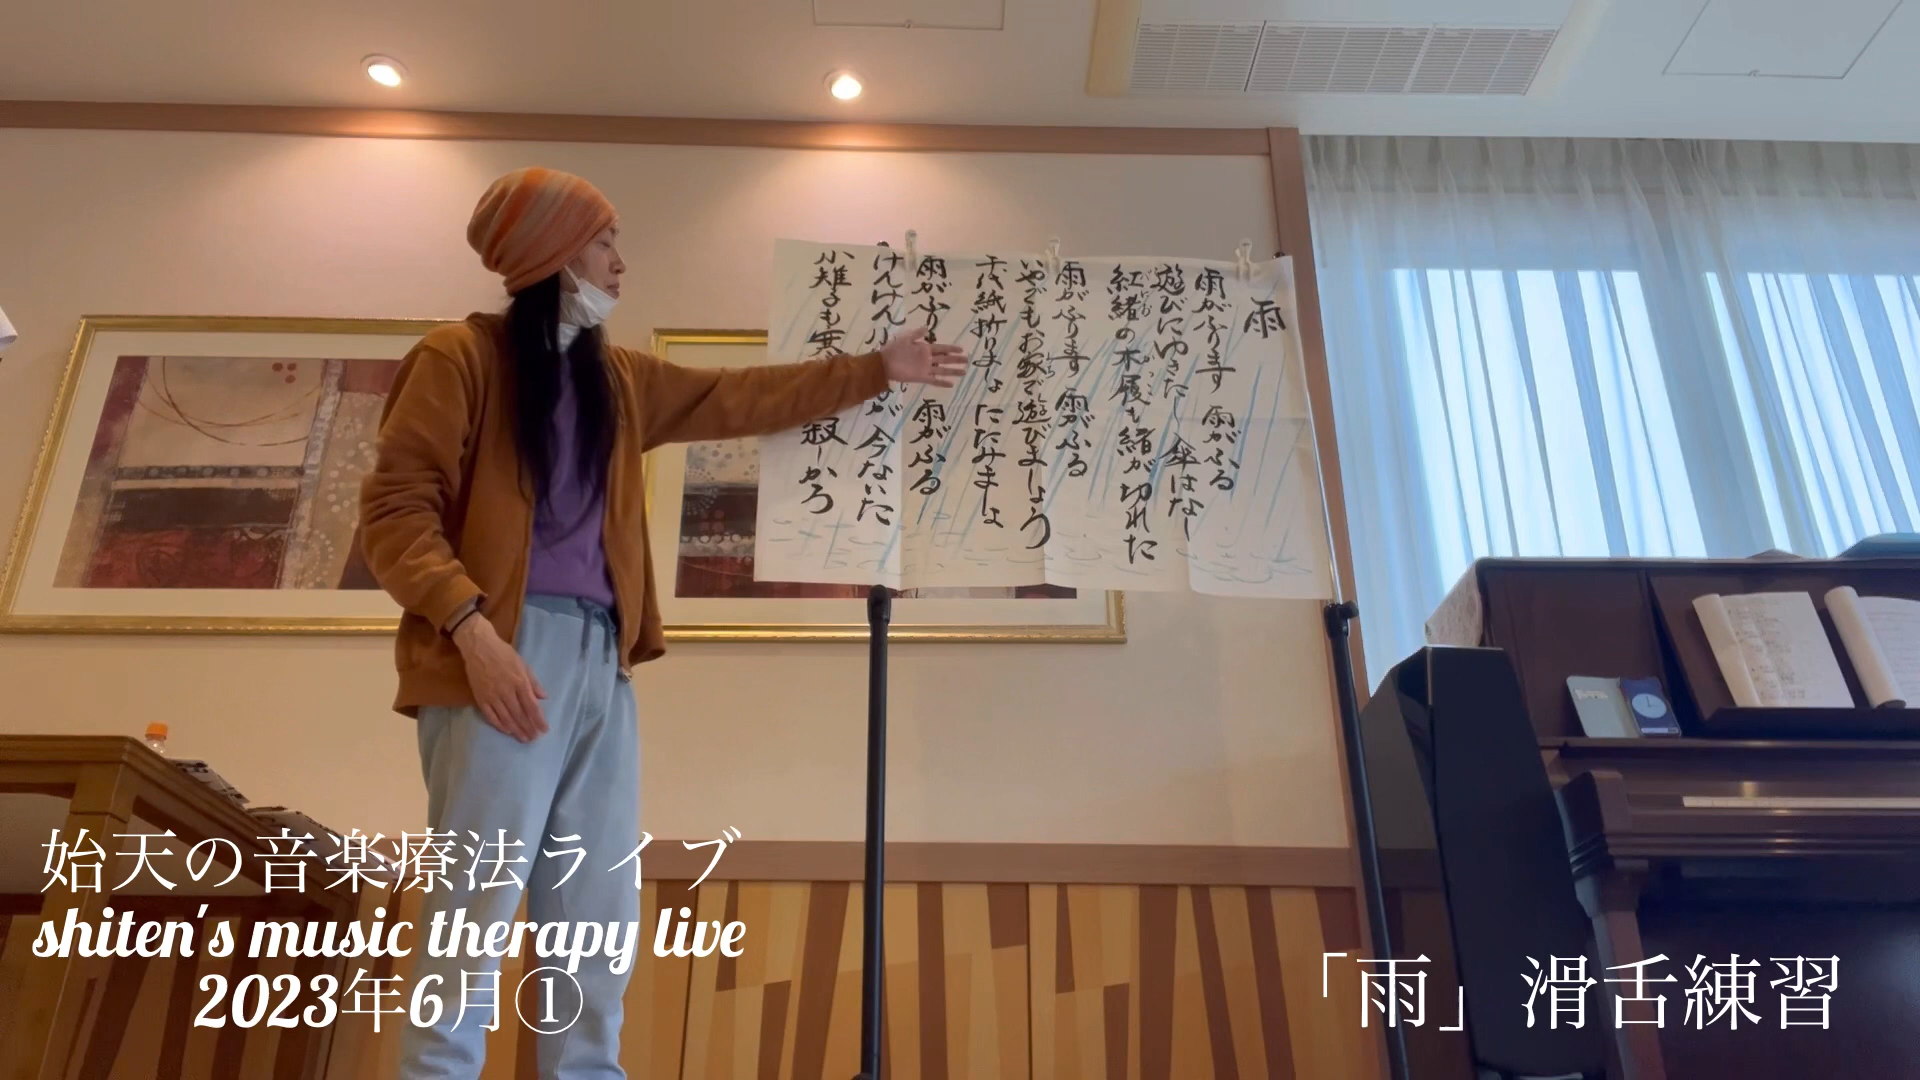 雨
雨がふります 雨がふる
遊びにゆきたし 傘はなし
紅緒の木履も緒が切れた
雨がふります 雨がふる
いやでもお家で遊びましょう
千代紙折りましょ たたみましょ
雨がふりま 雨がふる
けんけん小 が 今ないた
小雉子も寒 寂しかろ
始天の音楽療法ライブ
shiten's music therapy live
2023年6月①
「雨」滑舌練習